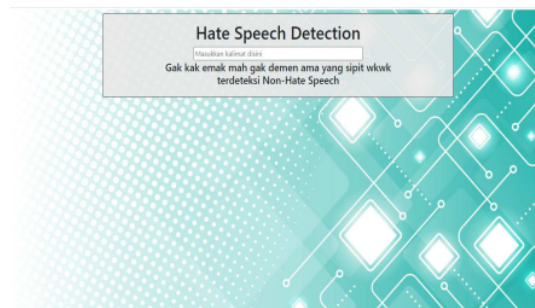 Hate Speech Detection
Masukkan kalimat disini
Gak kak emak mah gak demen ama yang sipit wkwk
terdeteksi Non-Hate Speech